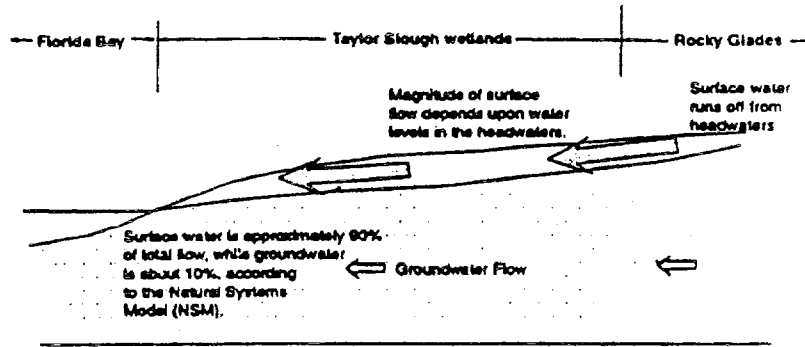 Florida Bay
Taylor Slough wetlands
Rocky Glades
Magnitude of surface
flow depends upon water
levels in the headwaters.
Surface water
runs off from
headwaters
Surface water is approximately 90%
of total flow, while groundwater
is about 10%, according
to the Natural Systems
Model (NSM).
Groundwater Flow